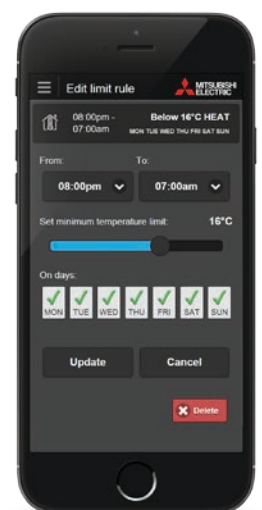 Edit limit rule
MITSUBISHI
ELECTRIC
08:00pm -
07:00am
Below 16°C HEAT
MON TUE WED THU FRI SAT SUN
From:
To:
08:00pm
07:00am
Set minimum temperature limit:
16°C
On days:
MON TUE WED THU FRI SAT SUN
Update
Cancel
Delete